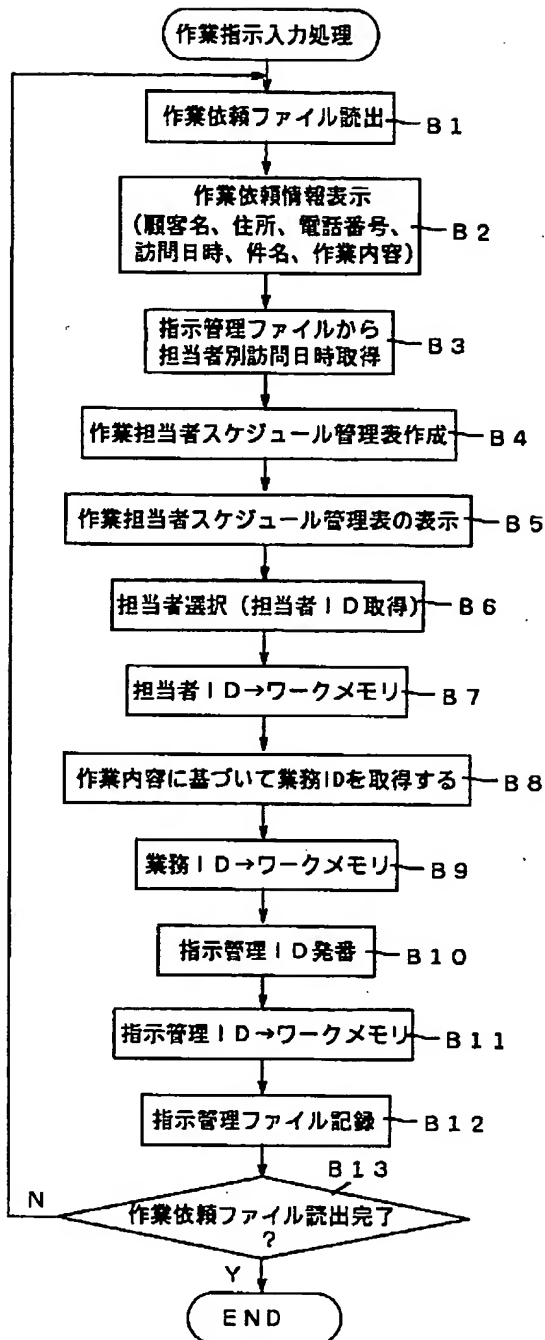 作業指示入力処理
作業依頼ファイル読出
B1
作業依頼情報表示
(顧客名、住所、電話番号、
訪問日時、件名、作業内容)
B2
指示管理ファイルから
担当者別訪問日時取得
B3
作業担当者スケジュール管理表作成
B4
作業担当者スケジュール管理表の表示
B5
担当者選択(担当者ID取得)
B6
担当者ID→ワークメモリ
B7
作業内容に基づいて業務IDを取得する
B8
業務ID→ワークメモリ
B9
指示管理ID発番
B10
指示管理ID→ワークメモリ
B11
指示管理ファイル記録
B12
B13
作業依頼ファイル読出完了
?
N
Y
END